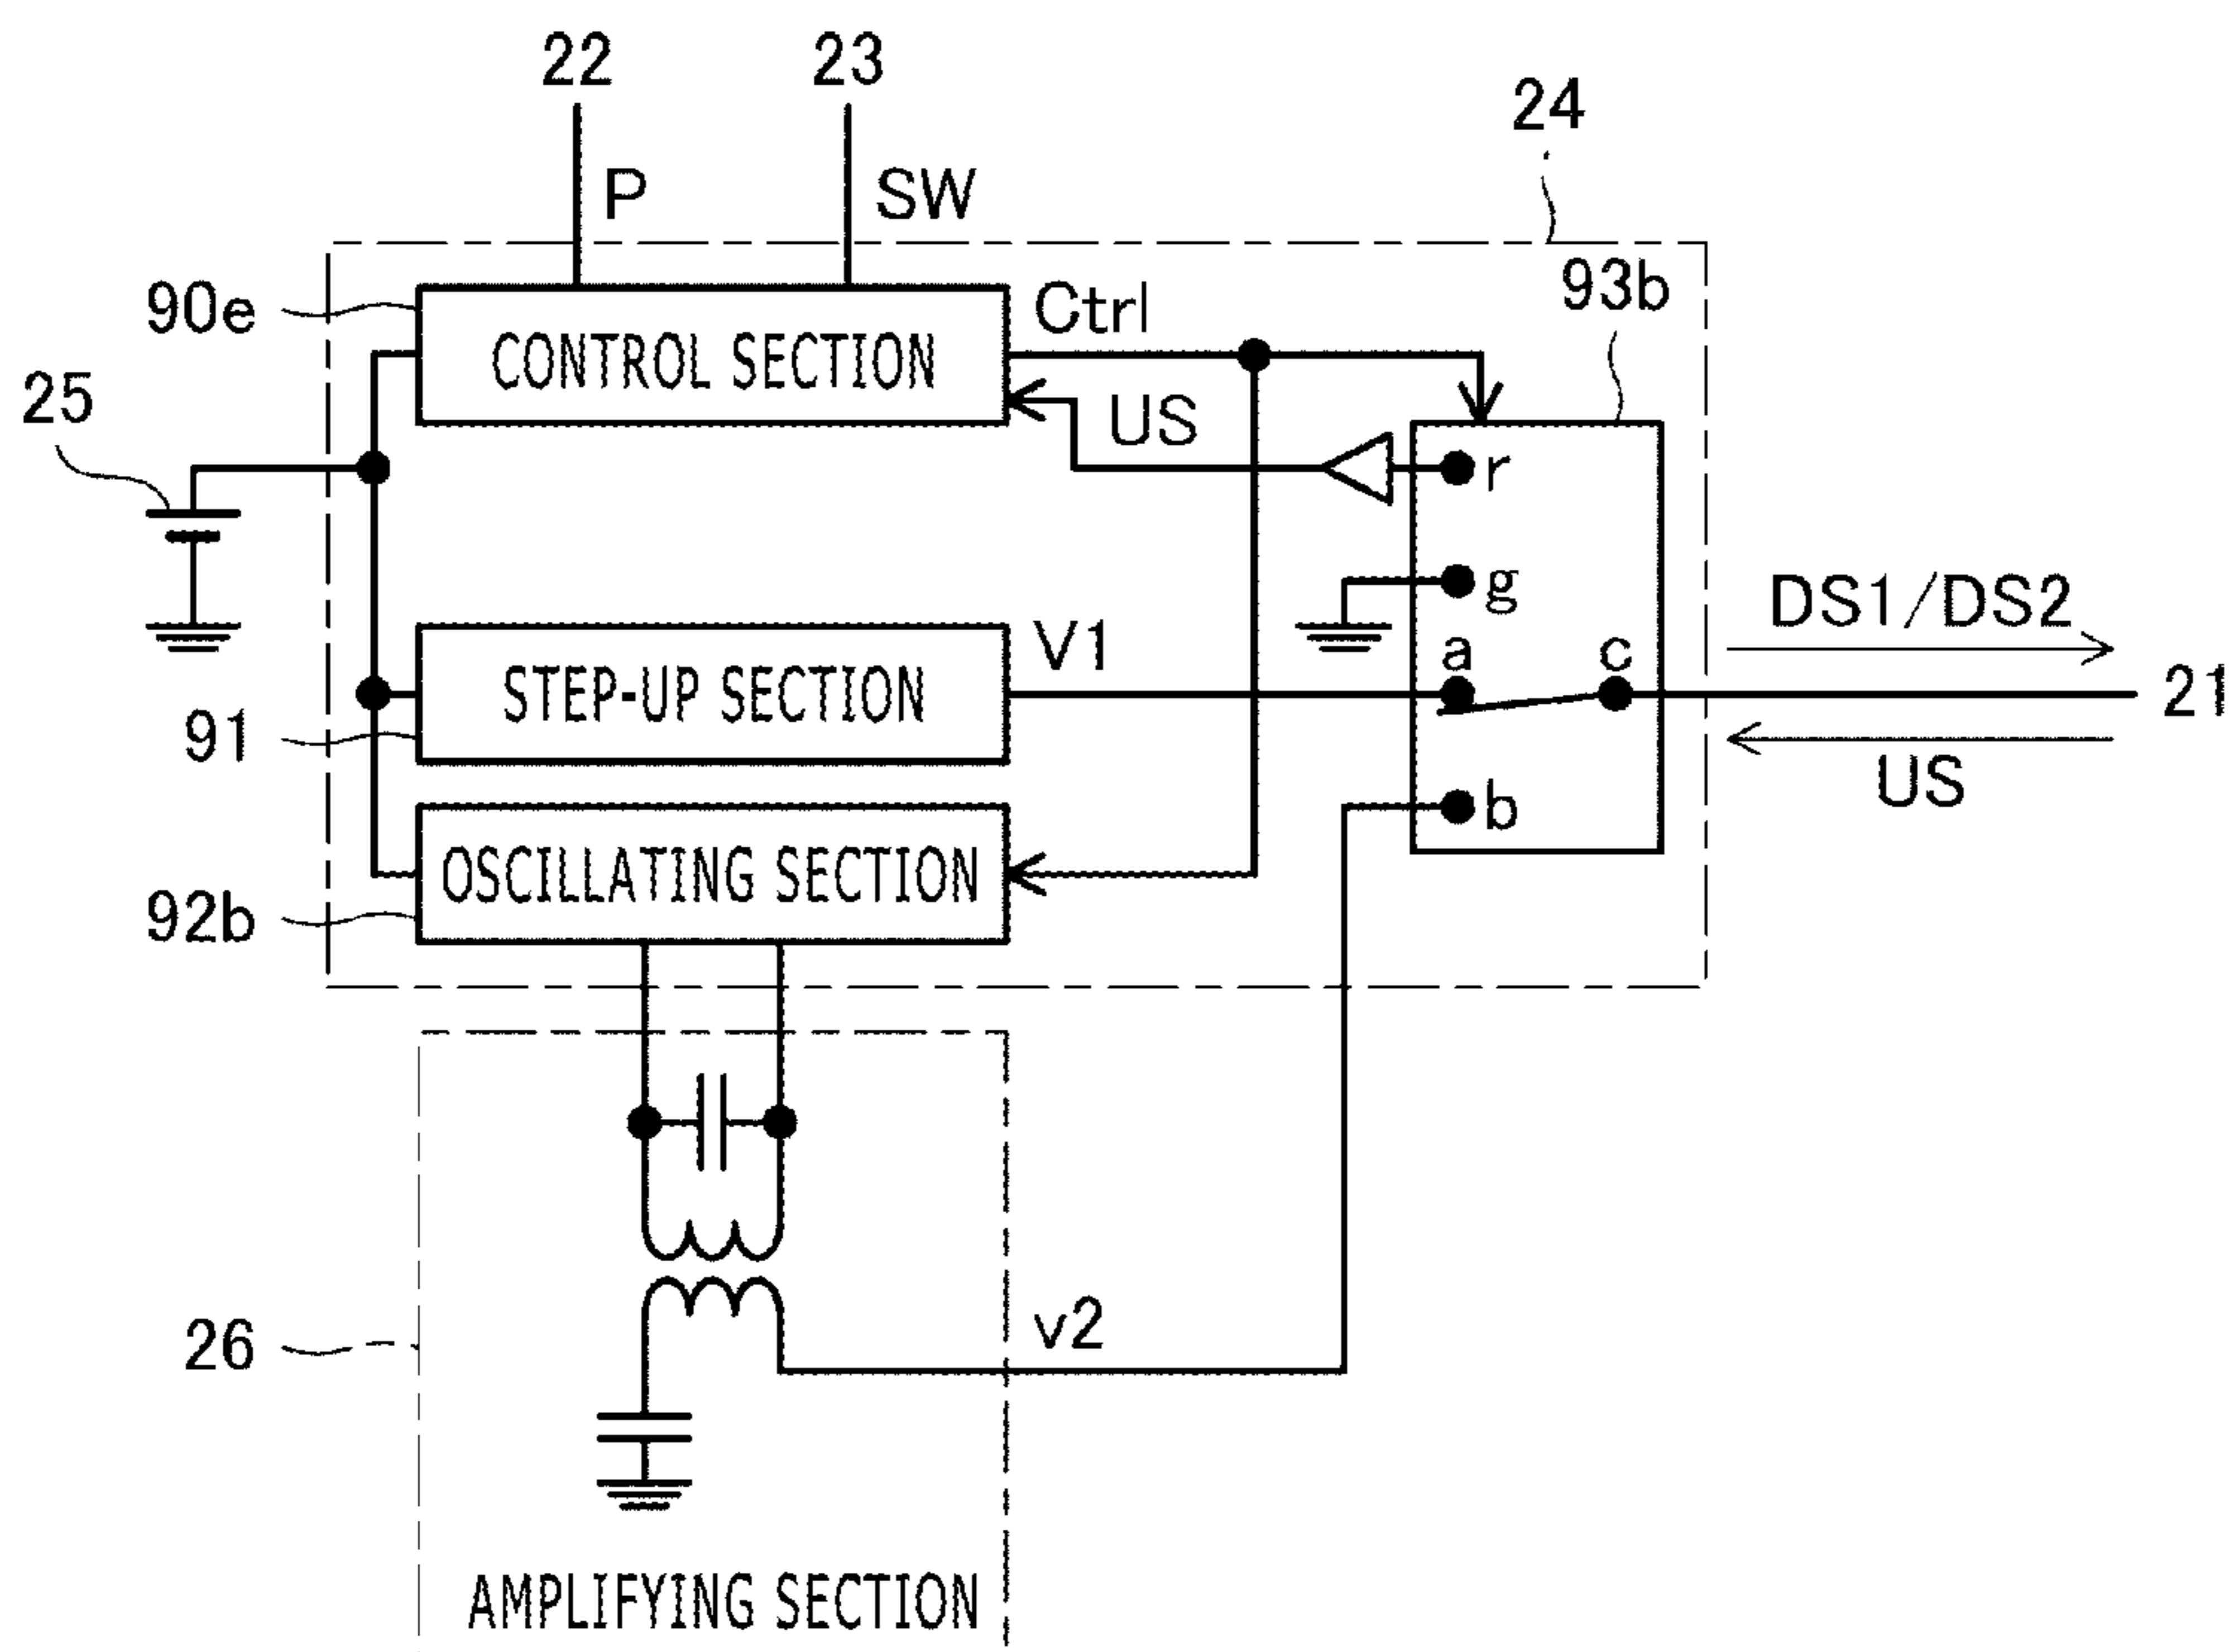 22 23
24
P SW
93b
90e Ctrl
CONTROL SECTION
25 US
r
g
DS1/DS2
V1 a c
STEP-UP SECTION
21
91
US
b
OSCILLATING SECTION
92b
v2
26
AMPLIFYING SECTION